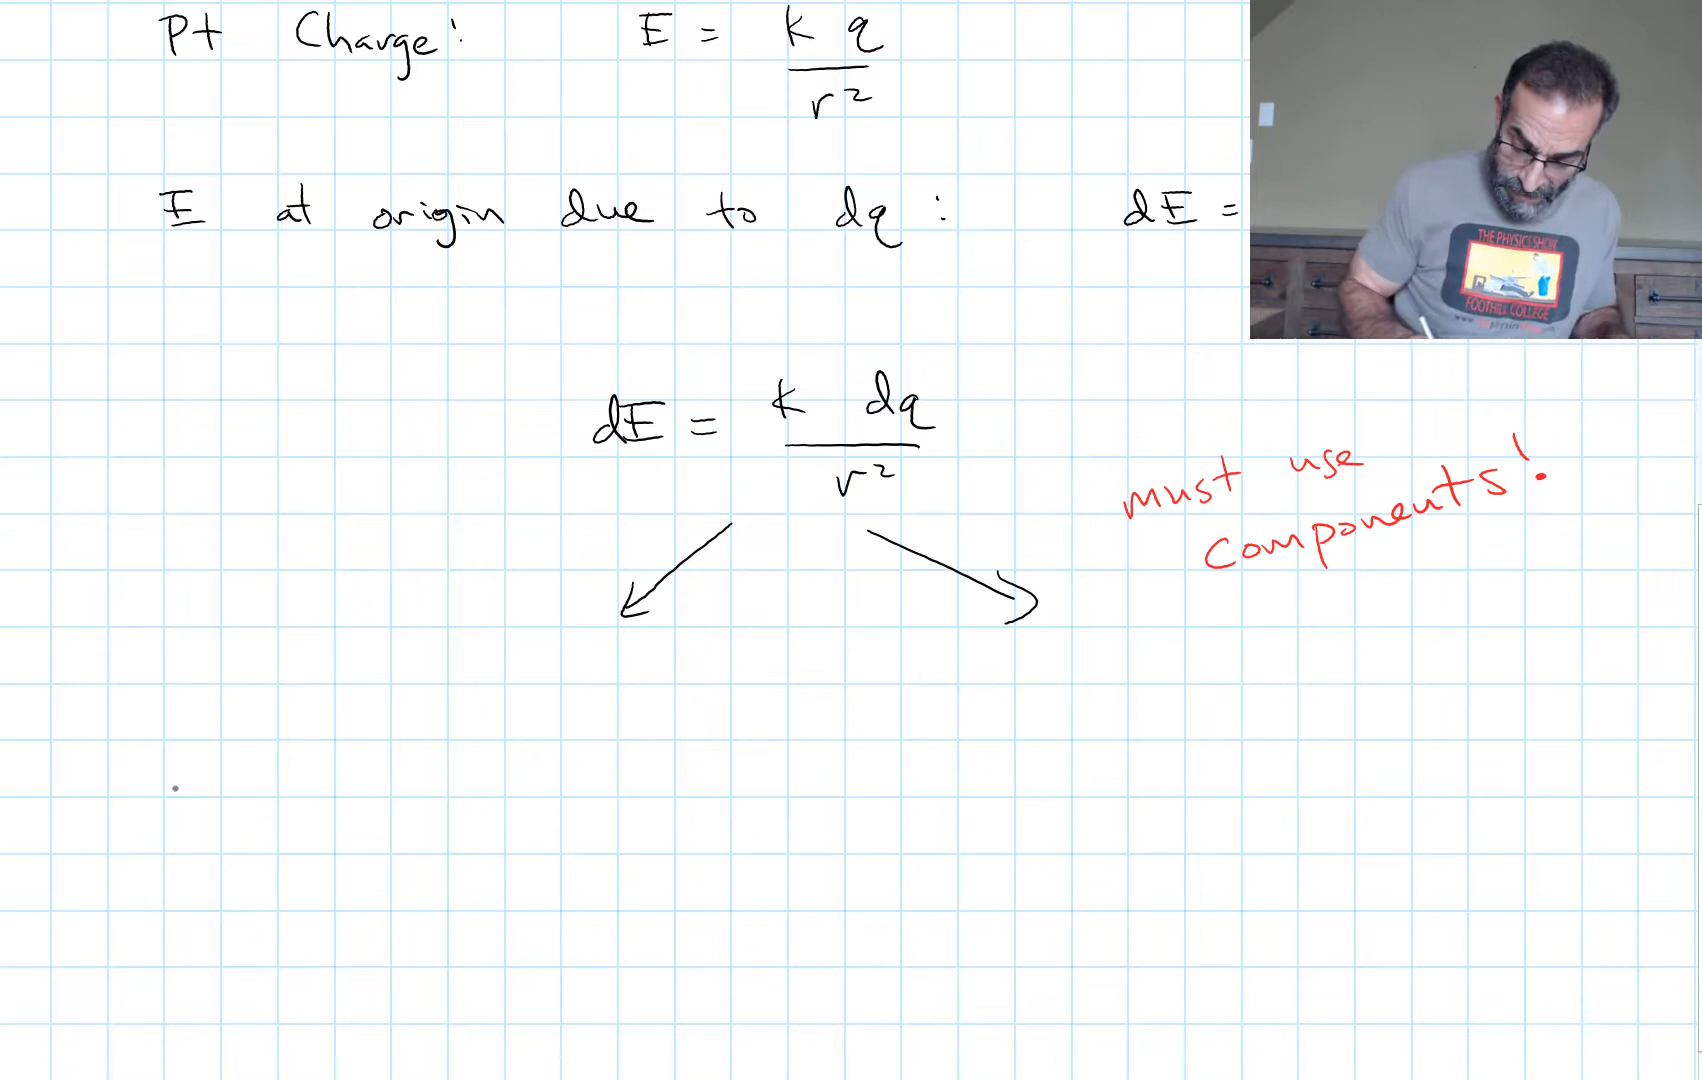 Pt Charge: E = k q / r²
E at origin due to dq : dE =
THE PHYSICS SHOW
FOOTHILL COLLEGE
dE = k dq / r²
must use
components!